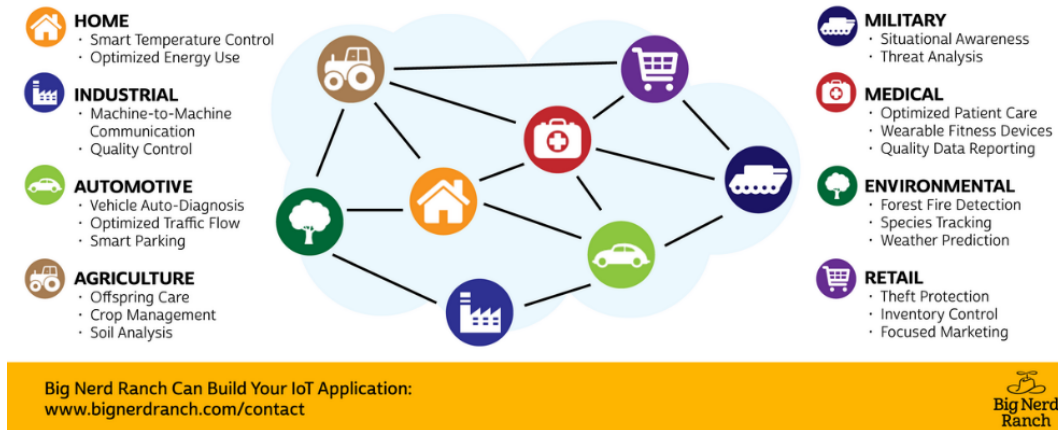 HOME
· Smart Temperature Control
· Optimized Energy Use
INDUSTRIAL
· Machine-to-Machine
Communication
· Quality Control
AUTOMOTIVE
· Vehicle Auto-Diagnosis
· Optimized Traffic Flow
· Smart Parking
AGRICULTURE
· Offspring Care
· Crop Management
· Soil Analysis
MILITARY
· Situational Awareness
· Threat Analysis
MEDICAL
· Optimized Patient Care
· Wearable Fitness Devices
· Quality Data Reporting
ENVIRONMENTAL
· Forest Fire Detection
· Species Tracking
· Weather Prediction
RETAIL
· Theft Protection
· Inventory Control
· Focused Marketing
Big Nerd Ranch Can Build Your IoT Application:
www.bignerdranch.com/contact
Big Nerd
Ranch